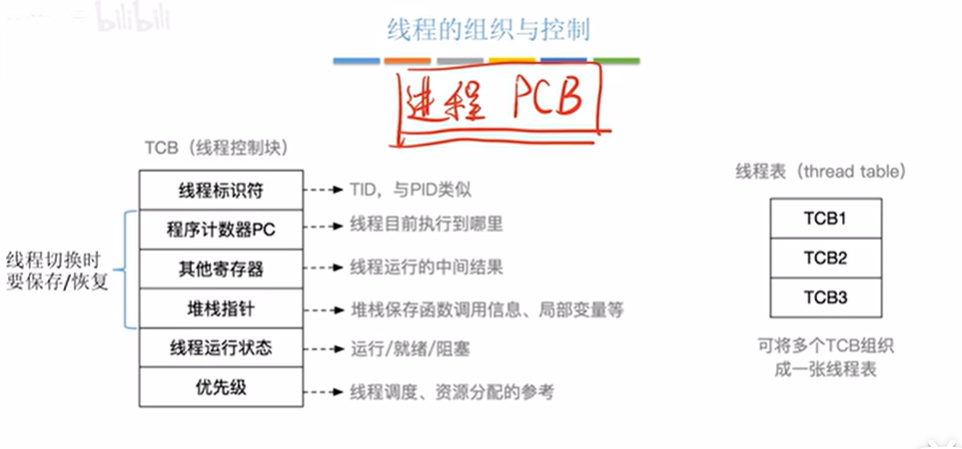 bilibili
线程的组织与控制
进程 PCB
TCB（线程控制块）
线程标识符
TID，与PID类似
程序计数器PC
线程目前执行到哪里
其他寄存器
线程运行的中间结果
堆栈指针
堆栈保存函数调用信息、局部变量等
线程运行状态
运行/就绪/阻塞
优先级
线程调度、资源分配的参考
线程切换时
要保存/恢复
线程表（thread table）
TCB1
TCB2
TCB3
可将多个TCB组织
成一张线程表